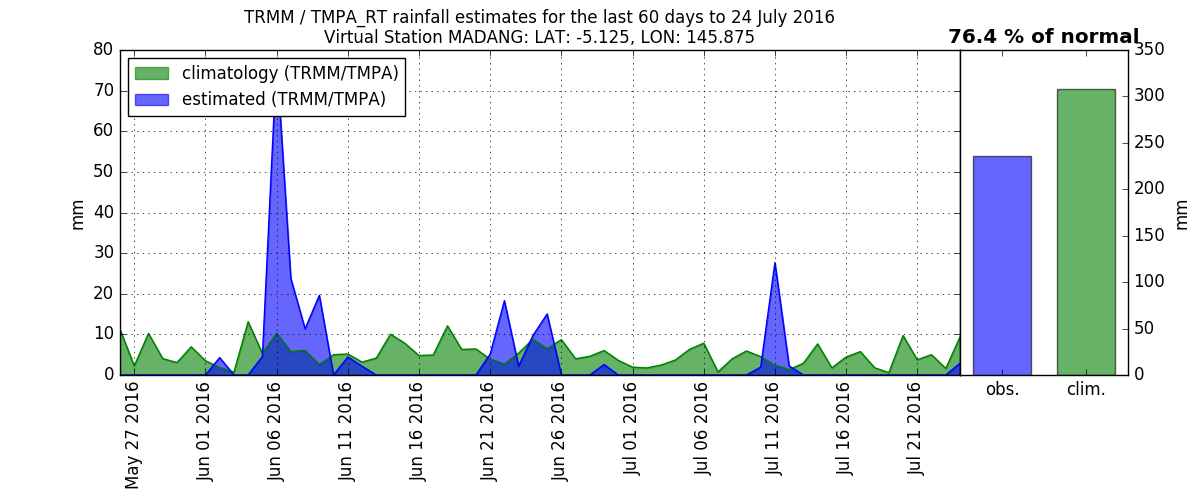 TRMM / TMPA_RT rainfall estimates for the last 60 days to 24 July 2016
Virtual Station MADANG: LAT: -5.125, LON: 145.875
76.4 % of normal
climatology (TRMM/TMPA)
estimated (TRMM/TMPA)
mm
80
70
60
50
40
30
20
10
0
May 27 2016
Jun 01 2016
Jun 06 2016
Jun 11 2016
Jun 16 2016
Jun 21 2016
Jun 26 2016
Jul 01 2016
Jul 06 2016
Jul 11 2016
Jul 16 2016
Jul 21 2016
obs.
clim.
350
300
250
200
150
100
50
0
mm